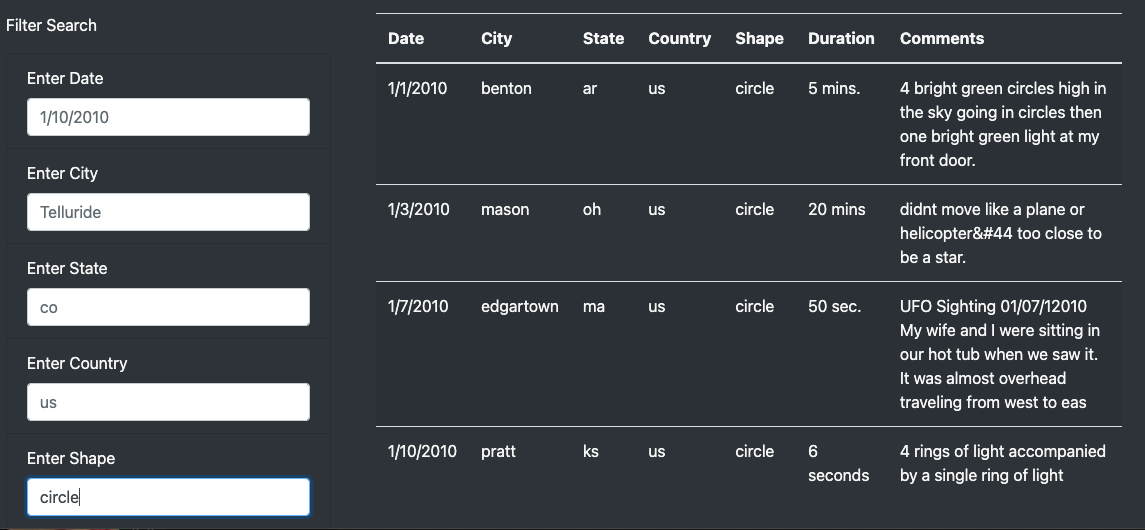 Filter Search
Enter Date
1/10/2010
Enter City
Telluride
Enter State
co
Enter Country
us
Enter Shape
circle
Date City State Country Shape Duration Comments
1/1/2010 benton ar us circle 5 mins. 4 bright green circles high in
the sky going in circles then
one bright green light at my
front door.
1/3/2010 mason oh us circle 20 mins didnt move like a plane or
helicopter&#44 too close to
be a star.
1/7/2010 edgartown ma us circle 50 sec. UFO Sighting 01/07/12010
My wife and I were sitting in
our hot tub when we saw it.
It was almost overhead
traveling from west to eas
1/10/2010 pratt ks us circle 6 4 rings of light accompanied
seconds by a single ring of light